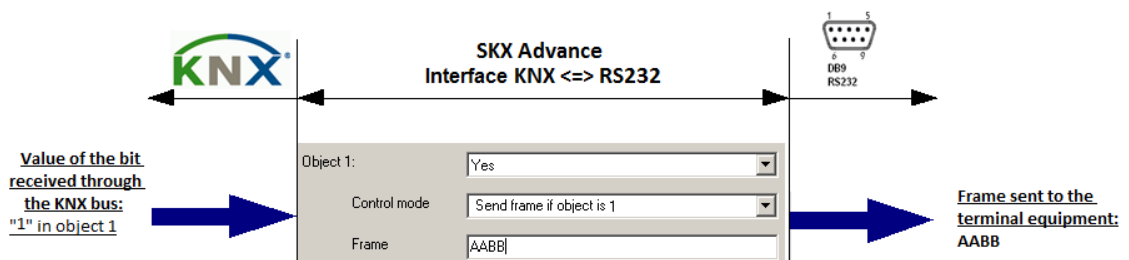 KNX
SKX Advance
Interface KNX <=> RS232
1 5
6 9
DB9
RS232
Value of the bit
received through
the KNX bus:
"1" in object 1
Object 1:
Yes
Control mode
Send frame if object is 1
Frame
AABB
Frame sent to the
terminal equipment:
AABB